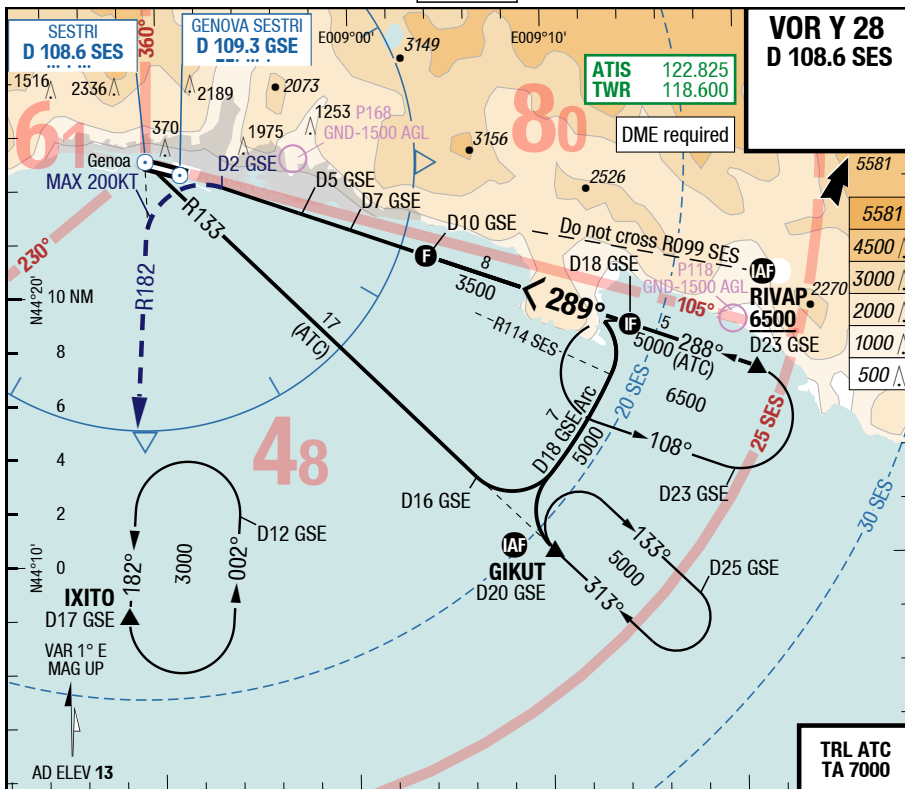 SESTRI
D 108.6 SES
GENOVA SESTRI
D 109.3 GSE
360°
E009°00'
E009°10'
3149
VOR Y 28
D 108.6 SES
ATIS 122.825
TWR 118.600
DME required
1516
2336
2189
2073
1253
P168
GND-1500 AGL
61
80
370
1975
3156
Genoa
D2 GSE
MAX 200KT
D5 GSE
D7 GSE
2526
5581
5581
4500
3000
2000
1000
500
R133
D10 GSE
Do not cross R099 SES
D18 GSE
P118
GND-1500 AGL
IAF
RIVAP
6500
D23 GSE
2270
230°
R182
F
8
3500
289°
105°
IF
5
288°
5000
(ATC)
N44°20'
10 NM
17
(ATC)
R114 SES
6500
8
6
4
2
0
20 SES
25 SES
30 SES
7
D18 GSE Arc
5000
108°
D23 GSE
48
D16 GSE
D12 GSE
182°
3000
002°
IAF
GIKUT
D20 GSE
133°
5000
313°
D25 GSE
N44°10'
IXITO
D17 GSE
VAR 1° E
MAG UP
AD ELEV 13
TRL ATC
TA 7000